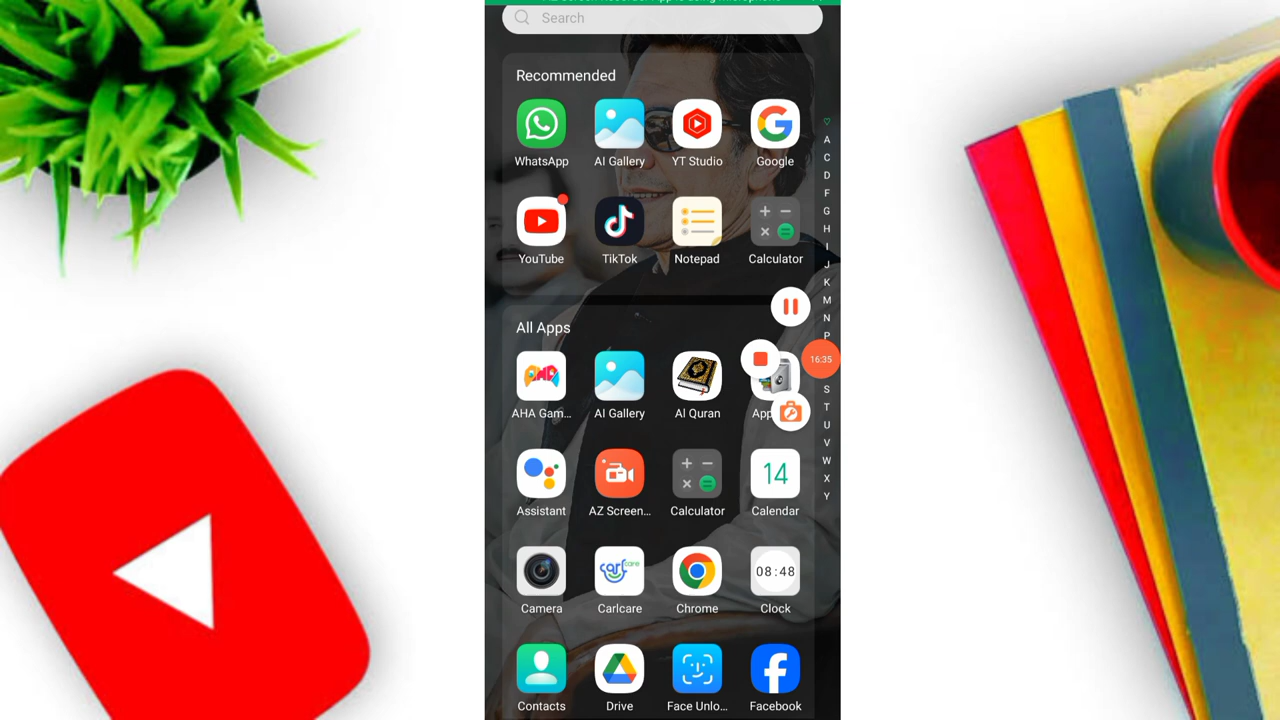 Search
Recommended
WhatsApp AI Gallery YT Studio Google
YouTube TikTok Notepad Calculator
All Apps
16:35
AHA Gam... AI Gallery Al Quran App
Assistant AZ Screen... Calculator Calendar
14
Camera Carlcare Chrome Clock
carl care
08:48
Contacts Drive Face Unlo... Facebook
A
C
D
F
G
H
I
J
K
M
N
P
S
T
U
V
W
X
Y